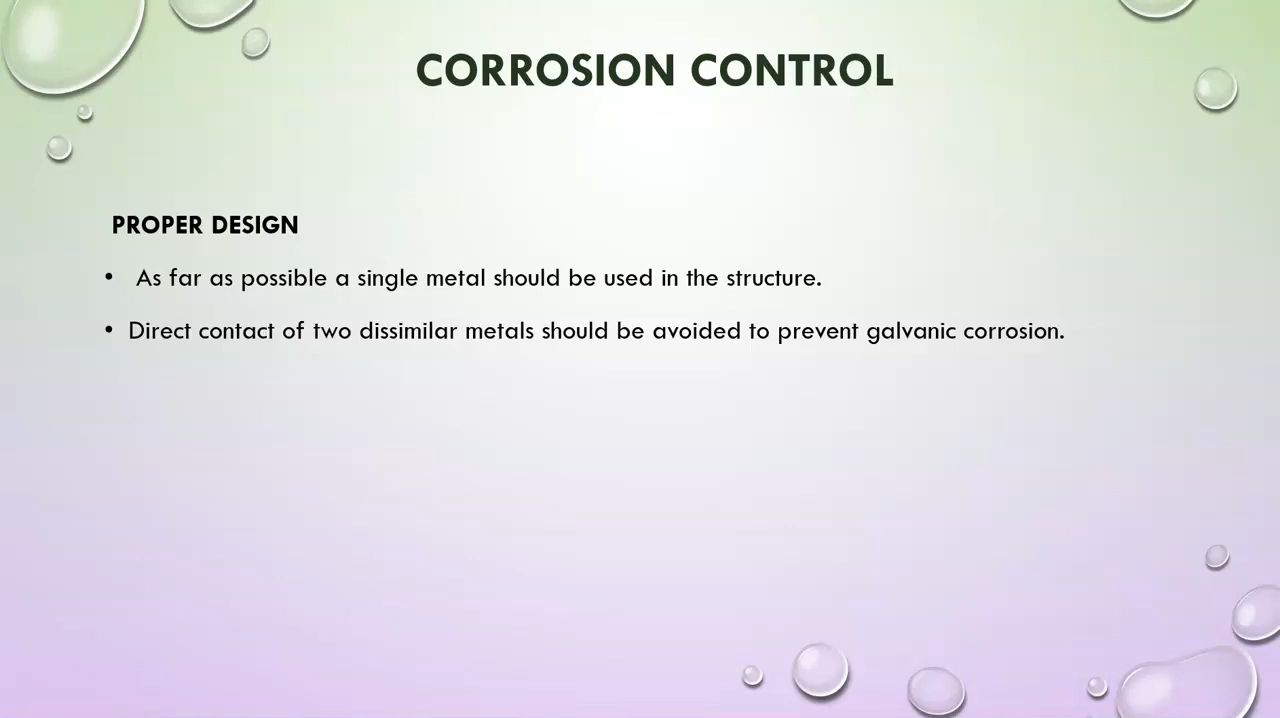 CORROSION CONTROL
PROPER DESIGN
• As far as possible a single metal should be used in the structure.
• Direct contact of two dissimilar metals should be avoided to prevent galvanic corrosion.